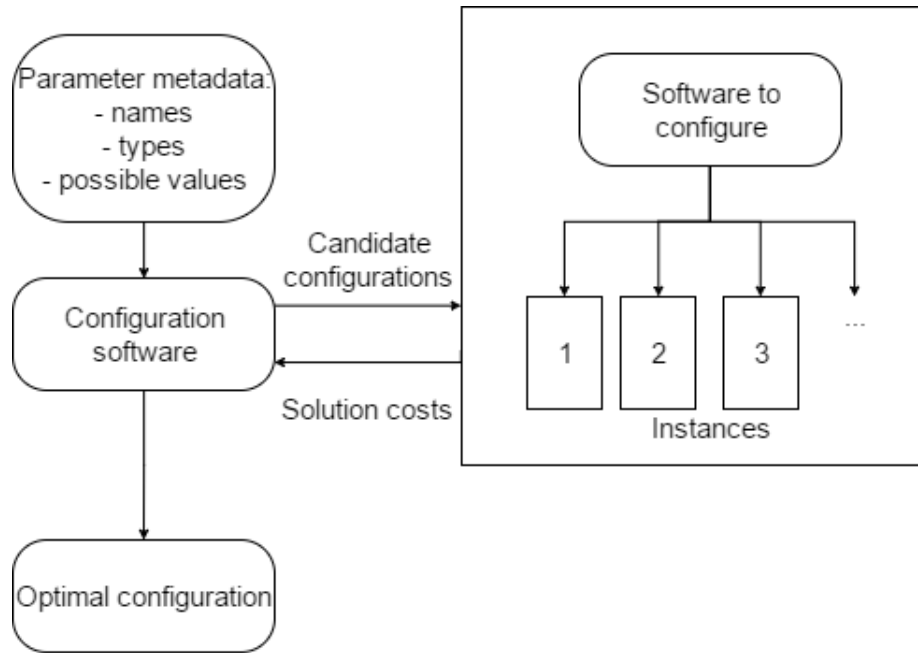 Parameter metadata:
- names
- types
- possible values
Software to
configure
Candidate
configurations
Configuration
software
1
2
3
...
Solution costs
Instances
Optimal configuration